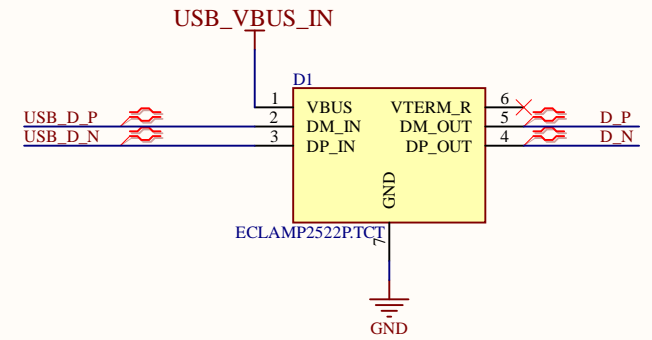 USB_VBUS_IN
D1
1 VBUS VTERM_R 6
USB_D_P 2 DM_IN DM_OUT 5 D_P
USB_D_N 3 DP_IN DP_OUT 4 D_N
GND
ECLAMP2522P.TCT
7
GND